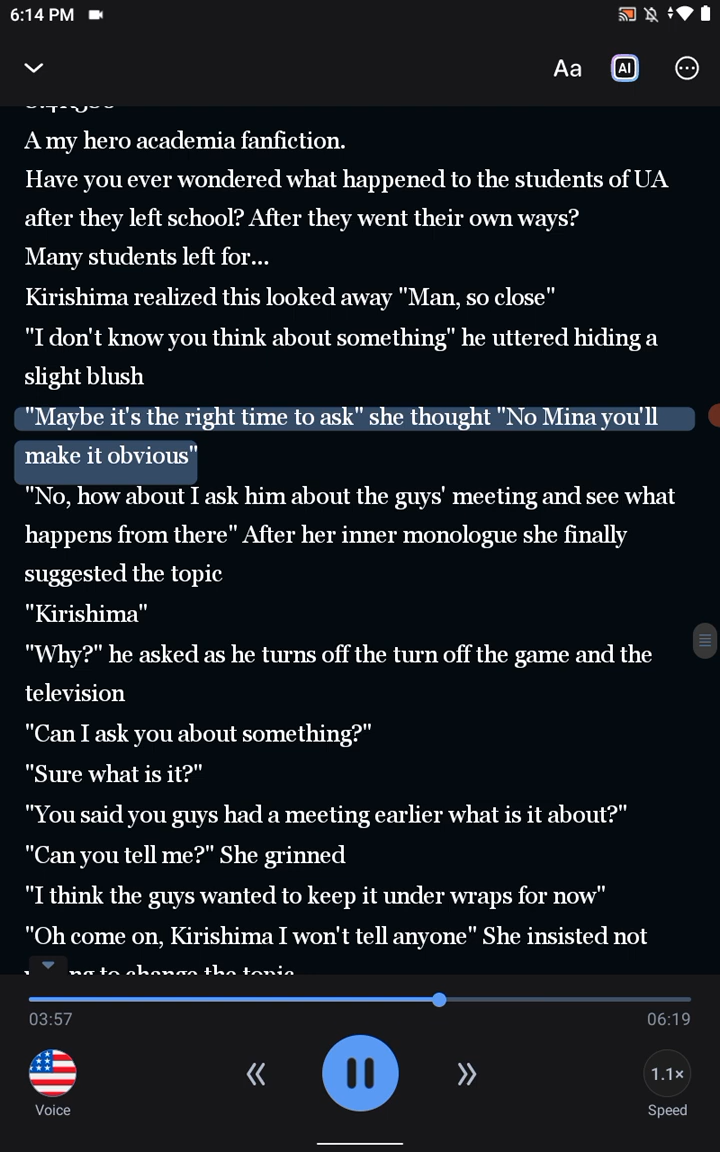 6:14 PM
Aa
AI
A my hero academia fanfiction.
Have you ever wondered what happened to the students of UA
after they left school? After they went their own ways?
Many students left for...
Kirishima realized this looked away "Man, so close"
"I don't know you think about something" he uttered hiding a
slight blush
"Maybe it's the right time to ask" she thought "No Mina you'll
make it obvious"
"No, how about I ask him about the guys' meeting and see what
happens from there" After her inner monologue she finally
suggested the topic
"Kirishima"
"Why?" he asked as he turns off the turn off the game and the
television
"Can I ask you about something?"
"Sure what is it?"
"You said you guys had a meeting earlier what is it about?"
"Can you tell me?" She grinned
"I think the guys wanted to keep it under wraps for now"
"Oh come on, Kirishima I won't tell anyone" She insisted not
to change the topic
03:57
06:19
1.1×
Voice
Speed